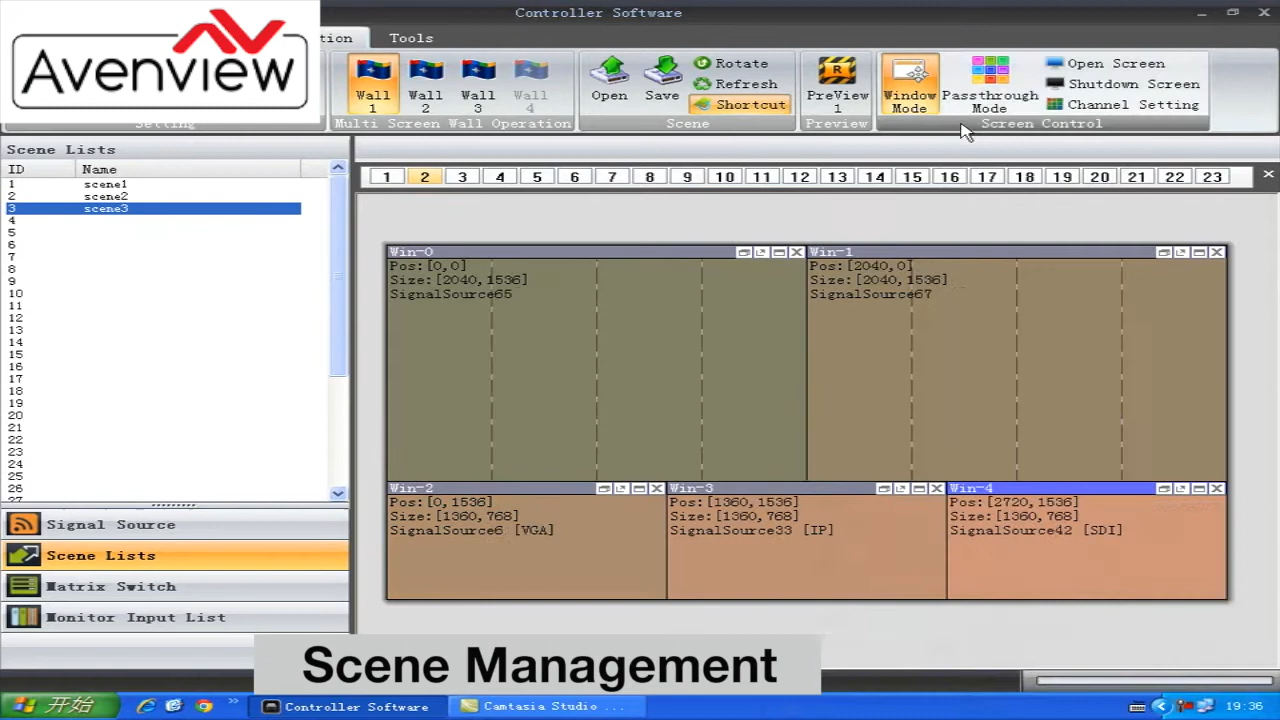 Controller Software
Avenview
tion
Tools
Wall 1
Wall 2
Wall 3
Wall 4
Multi Screen Wall Operation
Open
Save
Rotate
Refresh
Shortcut
Scene
PreView 1
Preview
Window Mode
Passthrough Mode
Open Screen
Shutdown Screen
Channel Setting
Screen Control
Setting
Scene Lists
ID Name
1 scene1
2 scene2
3 scene3
4
5
6
7
8
9
10
11
12
13
14
15
16
17
18
19
20
21
22
23
24
25
26
27
1 2 3 4 5 6 7 8 9 10 11 12 13 14 15 16 17 18 19 20 21 22 23
Win-0
Pos:[0,0]
Size:[2040,1536]
SignalSource65
Win-1
Pos:[2040,0]
Size:[2040,1536]
SignalSource67
Win-2
Pos:[0,1536]
Size:[1360,768]
SignalSource6 [VGA]
Win-3
Pos:[1360,1536]
Size:[1360,768]
SignalSource33 [IP]
Win-4
Pos:[2720,1536]
Size:[1360,768]
SignalSource42 [SDI]
Signal Source
Scene Lists
Matrix Switch
Monitor Input List
Scene Management
开始
Controller Software
Camtasia Studio ...
19:36